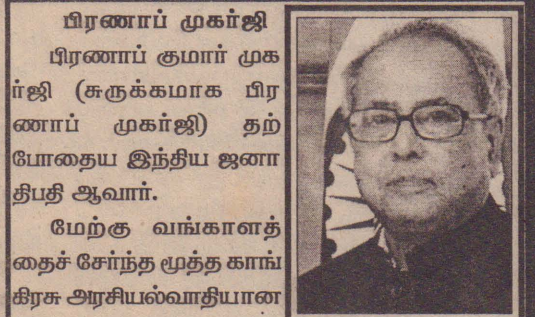 பிரணாப் முகர்ஜி
பிரணாப் குமார் முக
ர்ஜி (சுருக்கமாக பிர
ணாப் முகர்ஜி) தற்
போதைய இந்திய ஜனா
திபதி ஆவார்.
மேற்கு வங்காளத்
தைச் சேர்ந்த மூத்த காங்
கிரசு அரசியல்வாதியான